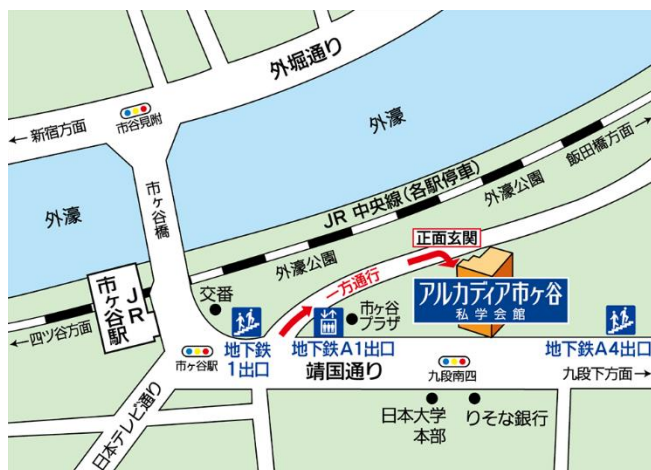 外堀通り
市谷見附
←新宿方面
外濠
飯田橋方面→
市ヶ谷橋
JR 中央線(各駅停車)
外濠公園
外濠
正面玄関
外濠公園
一方通行
アルカディア市ヶ谷
私学会館
JR
市ヶ谷駅
交番
市ヶ谷
プラザ
←四ツ谷方面
地下鉄
1出口
地下鉄A1出口
地下鉄A4出口
市ヶ谷駅
靖国通り
九段南四
九段下方面→
日本テレビ通り
日本大学
本部
りそな銀行